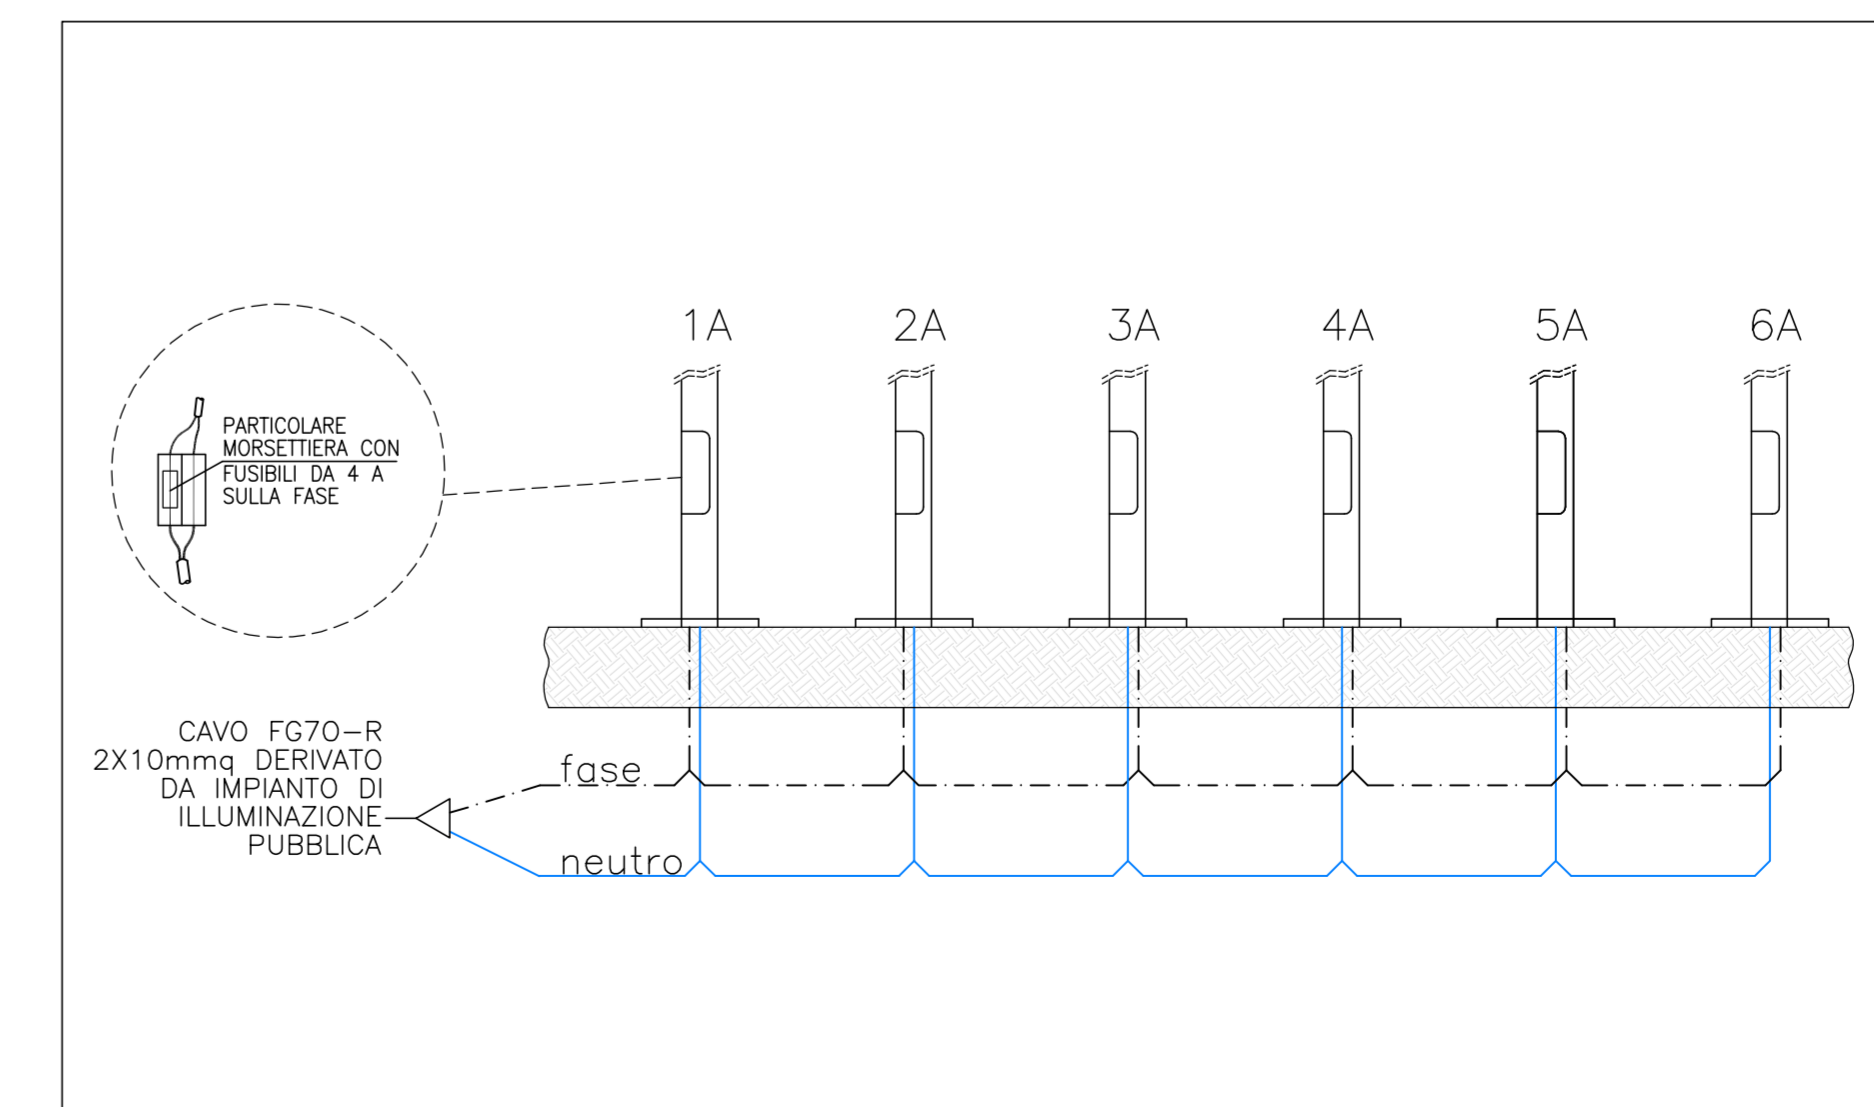 1A 2A 3A 4A 5A 6A
PARTICOLARE
MORSETTIERA CON
FUSIBILI DA 4 A
SULLA FASE
CAVO FG7O-R
2X10mmq DERIVATO
DA IMPIANTO DI
ILLUMINAZIONE
PUBBLICA
fase
neutro